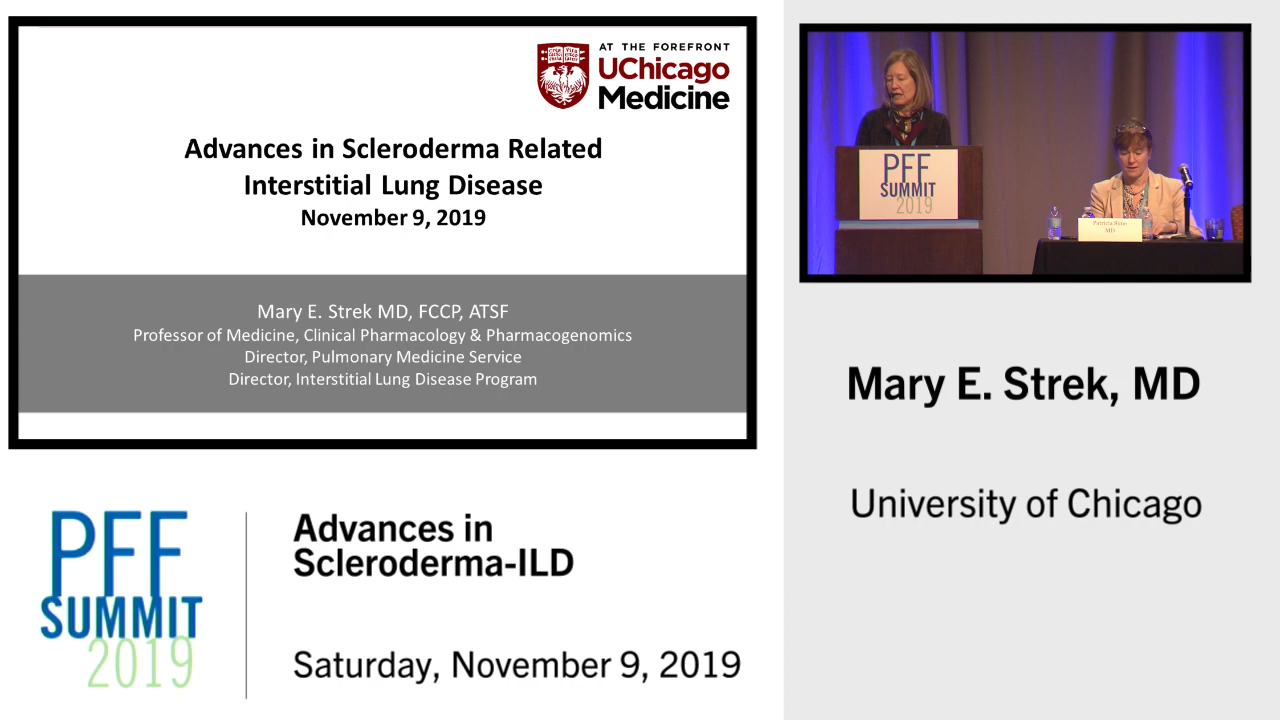 AT THE FOREFRONT
UChicago
Medicine
Advances in Scleroderma Related
Interstitial Lung Disease
November 9, 2019
Mary E. Strek MD, FCCP, ATSF
Professor of Medicine, Clinical Pharmacology & Pharmacogenomics
Director, Pulmonary Medicine Service
Director, Interstitial Lung Disease Program
PFF
SUMMIT
2019
Patricia
MD
Mary E. Strek, MD
University of Chicago
PFF
SUMMIT
2019
Advances in
Scleroderma-ILD
Saturday, November 9, 2019